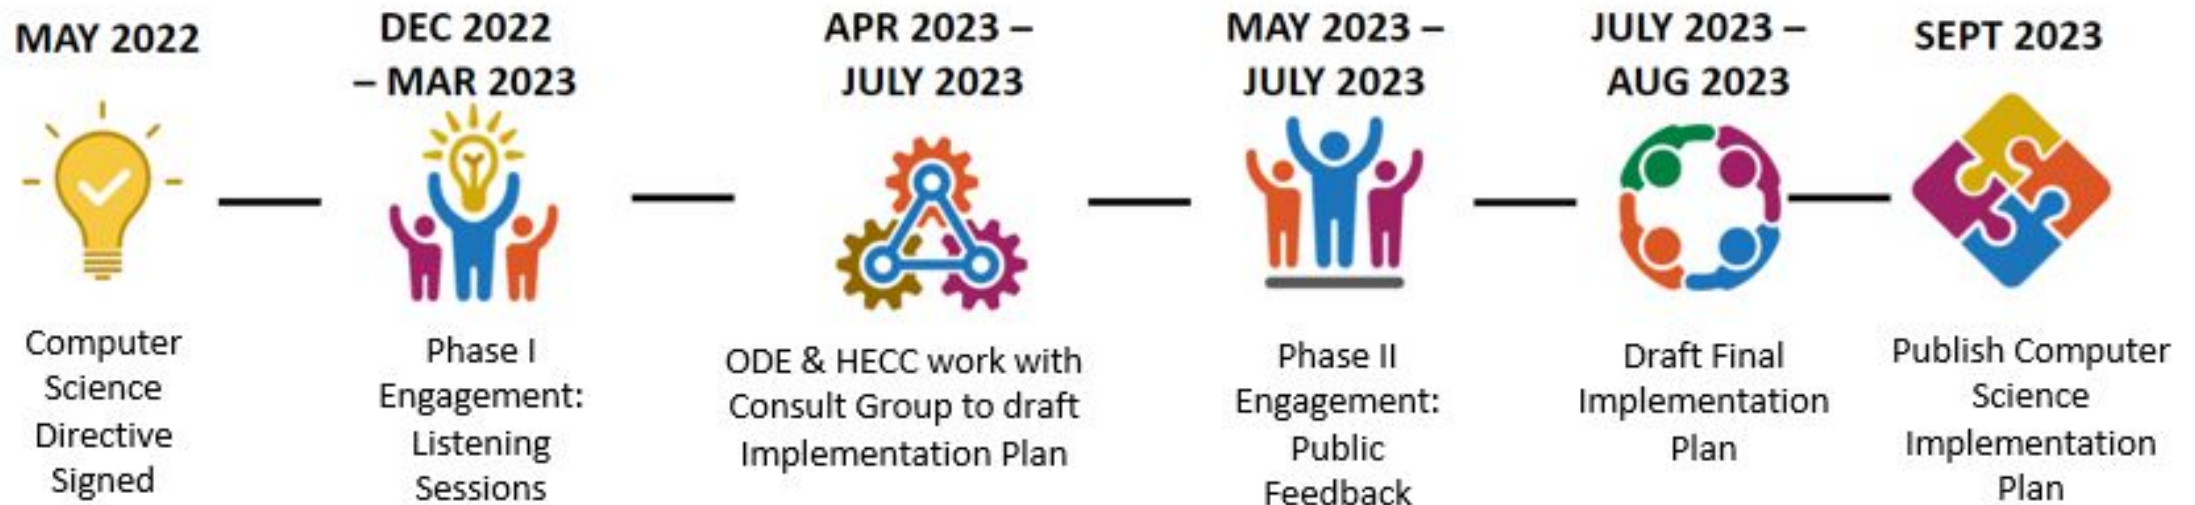 MAY 2022
Computer
Science
Directive
Signed
DEC 2022
– MAR 2023
Phase I
Engagement:
Listening
Sessions
APR 2023 –
JULY 2023
ODE & HECC work with
Consult Group to draft
Implementation Plan
MAY 2023 –
JULY 2023
Phase II
Engagement:
Public
Feedback
JULY 2023 –
AUG 2023
Draft Final
Implementation
Plan
SEPT 2023
Publish Computer
Science
Implementation
Plan